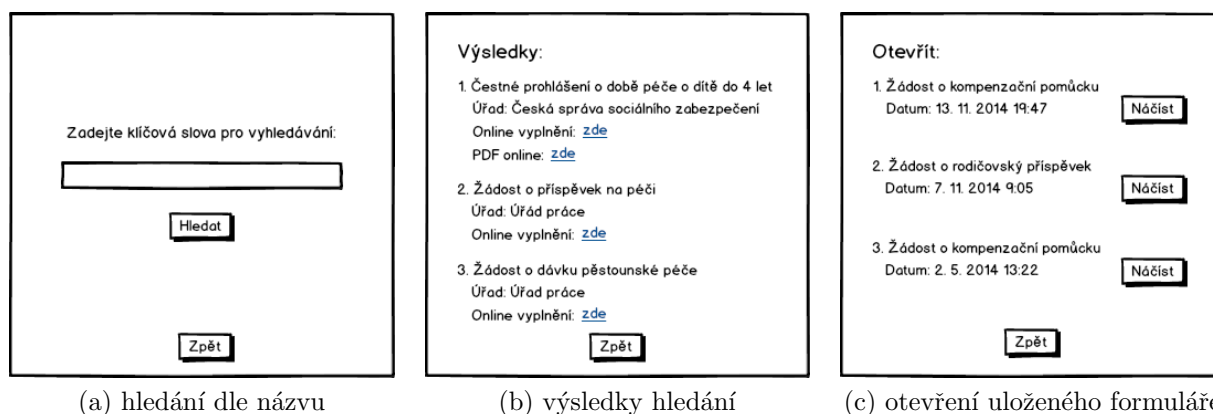 Zadejte klíčová slova pro vyhledávání:
Hledat
Zpět
(a) hledání dle názvu
Výsledky:
1. Čestné prohlášení o době péče o dítě do 4 let
Úřad: Česká správa sociálního zabezpečení
Online vyplnění: zde
PDF online: zde
2. Žádost o příspěvek na péči
Úřad: Úřád práce
Online vyplnění: zde
3. Žádost o dávku pěstounské péče
Úřad: Úřad práce
Online vyplnění: zde
Zpět
(b) výsledky hledání
Otevřít:
1. Žádost o kompenzační pomůcku
Datum: 13. 11. 2014 19:47
Náčíst
2. Žádost o rodičovský příspěvek
Datum: 7. 11. 2014 9:05
Náčíst
3. Žádost o kompenzační pomůcku
Datum: 2. 5. 2014 13:22
Náčíst
Zpět
(c) otevření uloženého formuláře